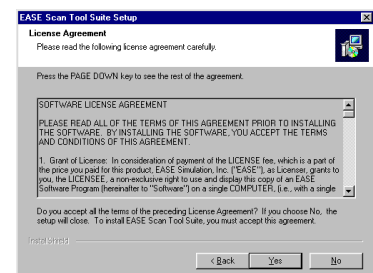 EASE Scan Tool Suite Setup
License Agreement
Please read the following license agreement carefully.
Press the PAGE DOWN key to see the rest of the agreement.
SOFTWARE LICENSE AGREEMENT
PLEASE READ ALL OF THE TERMS OF THIS AGREEMENT PRIOR TO INSTALLING
THE SOFTWARE. BY INSTALLING THE SOFTWARE, YOU ACCEPT THE TERMS
AND CONDITIONS OF THIS AGREEMENT.
1. Grant of License: In consideration of payment of the LICENSE fee, which is a part of
the price you paid for this product, EASE Simulation, Inc. ("EASE"), as Licenser, grants to
you, the LICENSEE, a non-exclusive right to use and display this copy of an EASE
Software Program (hereinafter to "Software") on a single COMPUTER, (i.e., with a single
Do you accept all the terms of the preceding License Agreement? If you choose No, the
setup will close. To install EASE Scan Tool Suite, you must accept this agreement.
InstallShield
< Back Yes No